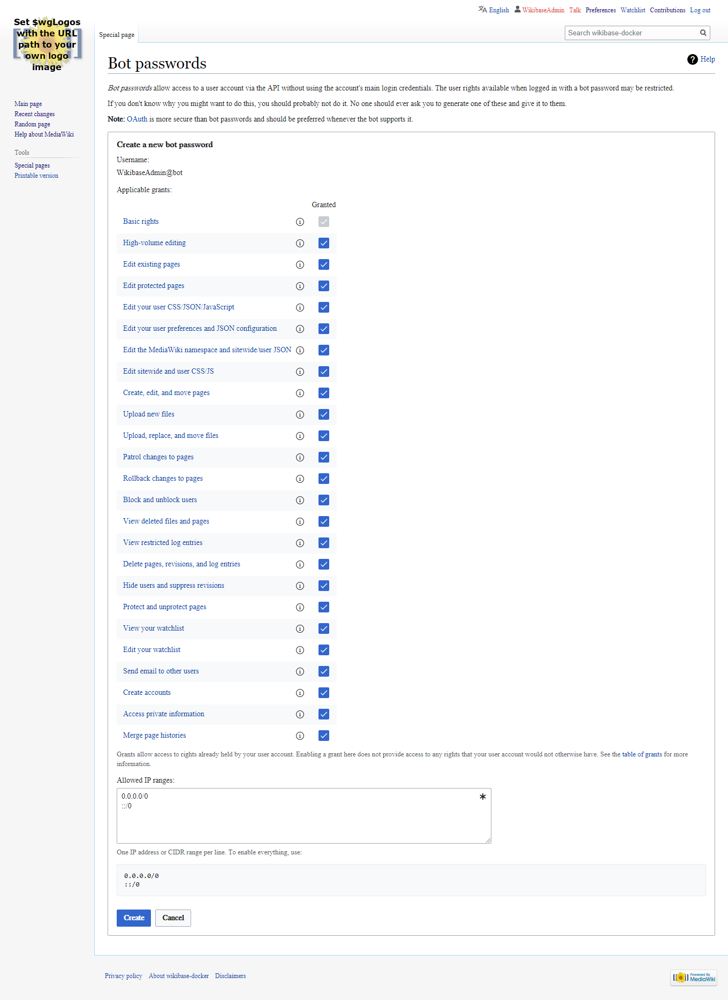 English WikibaseAdmin Talk Preferences Watchlist Contributions Log out
Set $wgLogos
with the URL
path to your
own logo
image
Special page
Search wikibase-docker
Main page
Recent changes
Random page
Help about MediaWiki
Tools
Special pages
Printable version
Bot passwords
Help
Bot passwords allow access to a user account via the API without using the account's main login credentials. The user rights available when logged in with a bot password may be restricted.
If you don't know why you might want to do this, you should probably not do it. No one should ever ask you to generate one of these and give it to them.
Note: OAuth is more secure than bot passwords and should be preferred whenever the bot supports it.
Create a new bot password
Username:
WikibaseAdmin@bot
Applicable grants:
Granted
Basic rights
High-volume editing
Edit existing pages
Edit protected pages
Edit your user CSS/JSON/JavaScript
Edit your user preferences and JSON configuration
Edit the MediaWiki namespace and sitewide/user JSON
Edit sitewide and user CSS/JS
Create, edit, and move pages
Upload new files
Upload, replace, and move files
Patrol changes to pages
Rollback changes to pages
Block and unblock users
View deleted files and pages
View restricted log entries
Delete pages, revisions, and log entries
Hide users and suppress revisions
Protect and unprotect pages
View your watchlist
Edit your watchlist
Send email to other users
Create accounts
Access private information
Merge page histories
Grants allow access to rights already held by your user account. Enabling a grant here does not provide access to any rights that your user account would not otherwise have. See the table of grants for more
information.
Allowed IP ranges:
0.0.0.0/0
::/0
One IP address or CIDR range per line. To enable everything, use:
0.0.0.0/0
::/0
Create Cancel
Privacy policy About wikibase-docker Disclaimers
Powered By
MediaWiki